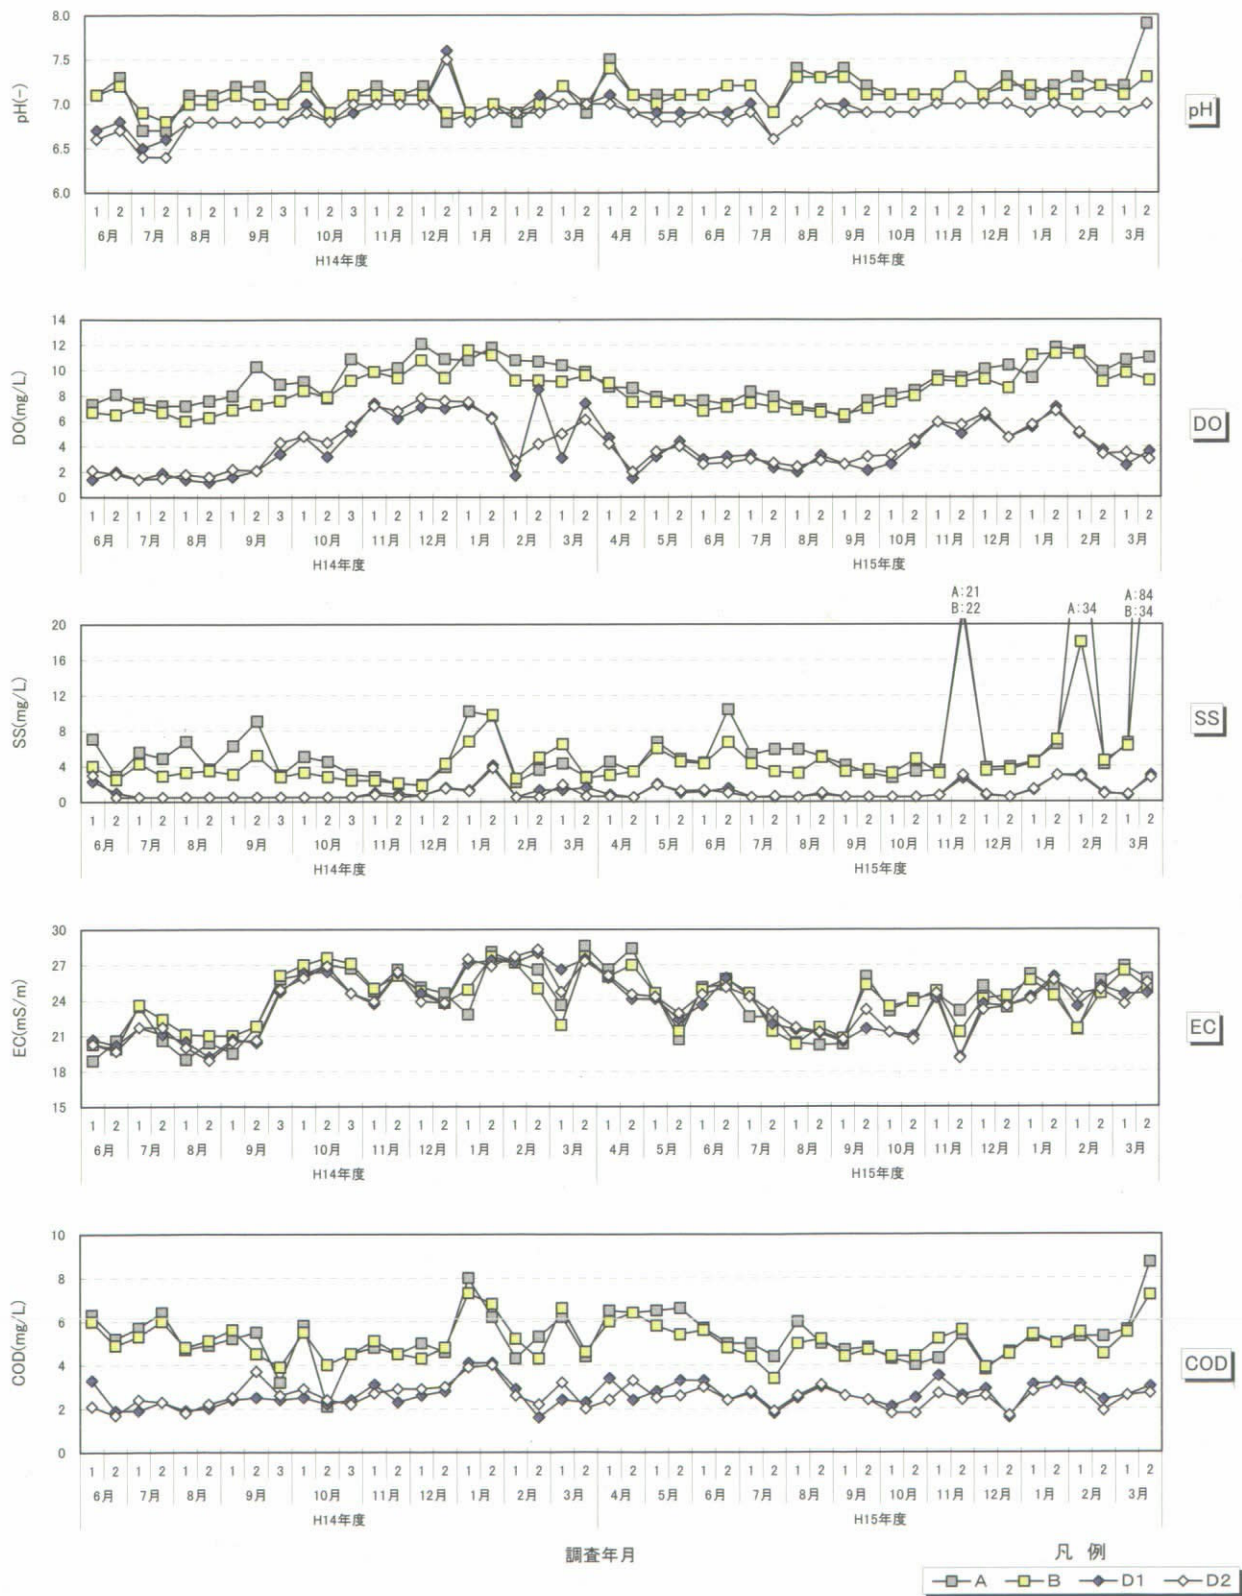 8.0
7.5
7.0
6.5
6.0
pH(-)
pH
1 2 1 2 1 2 1 2 3 1 2 3 1 2 1 2 1 2 1 2 1 2 1 2 1 2 1 2 1 2 1 2 1 2 1 2 1 2 1 2 1 2 1 2 1 2
6月 7月 8月 9月 10月 11月 12月 1月 2月 3月 4月 5月 6月 7月 8月 9月 10月 11月 12月 1月 2月 3月
H14年度 H15年度
14
12
10
8
6
4
2
0
DO(mg/L)
DO
1 2 1 2 1 2 1 2 3 1 2 3 1 2 1 2 1 2 1 2 1 2 1 2 1 2 1 2 1 2 1 2 1 2 1 2 1 2 1 2 1 2 1 2 1 2
6月 7月 8月 9月 10月 11月 12月 1月 2月 3月 4月 5月 6月 7月 8月 9月 10月 11月 12月 1月 2月 3月
H14年度 H15年度
A:21
B:22
A:34
A:84
B:34
20
16
12
8
4
0
SS(mg/L)
SS
1 2 1 2 1 2 1 2 3 1 2 3 1 2 1 2 1 2 1 2 1 2 1 2 1 2 1 2 1 2 1 2 1 2 1 2 1 2 1 2 1 2 1 2 1 2
6月 7月 8月 9月 10月 11月 12月 1月 2月 3月 4月 5月 6月 7月 8月 9月 10月 11月 12月 1月 2月 3月
H14年度 H15年度
30
27
24
21
18
15
EC(mS/m)
EC
1 2 1 2 1 2 1 2 3 1 2 3 1 2 1 2 1 2 1 2 1 2 1 2 1 2 1 2 1 2 1 2 1 2 1 2 1 2 1 2 1 2 1 2 1 2
6月 7月 8月 9月 10月 11月 12月 1月 2月 3月 4月 5月 6月 7月 8月 9月 10月 11月 12月 1月 2月 3月
H14年度 H15年度
10
8
6
4
2
0
COD(mg/L)
COD
1 2 1 2 1 2 1 2 3 1 2 3 1 2 1 2 1 2 1 2 1 2 1 2 1 2 1 2 1 2 1 2 1 2 1 2 1 2 1 2 1 2 1 2 1 2
6月 7月 8月 9月 10月 11月 12月 1月 2月 3月 4月 5月 6月 7月 8月 9月 10月 11月 12月 1月 2月 3月
H14年度 H15年度
調査年月
凡 例
A B D1 D2